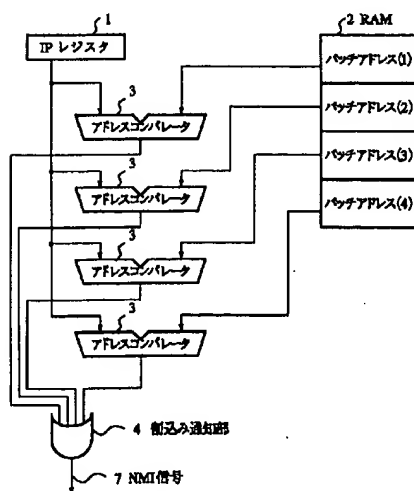 1
IPレジスタ
2 RAM
パッチアドレス(1)
パッチアドレス(2)
パッチアドレス(3)
パッチアドレス(4)
3
アドレスコンパレータ
3
アドレスコンパレータ
3
アドレスコンパレータ
3
アドレスコンパレータ
4 割込み通知部
7 NMI信号